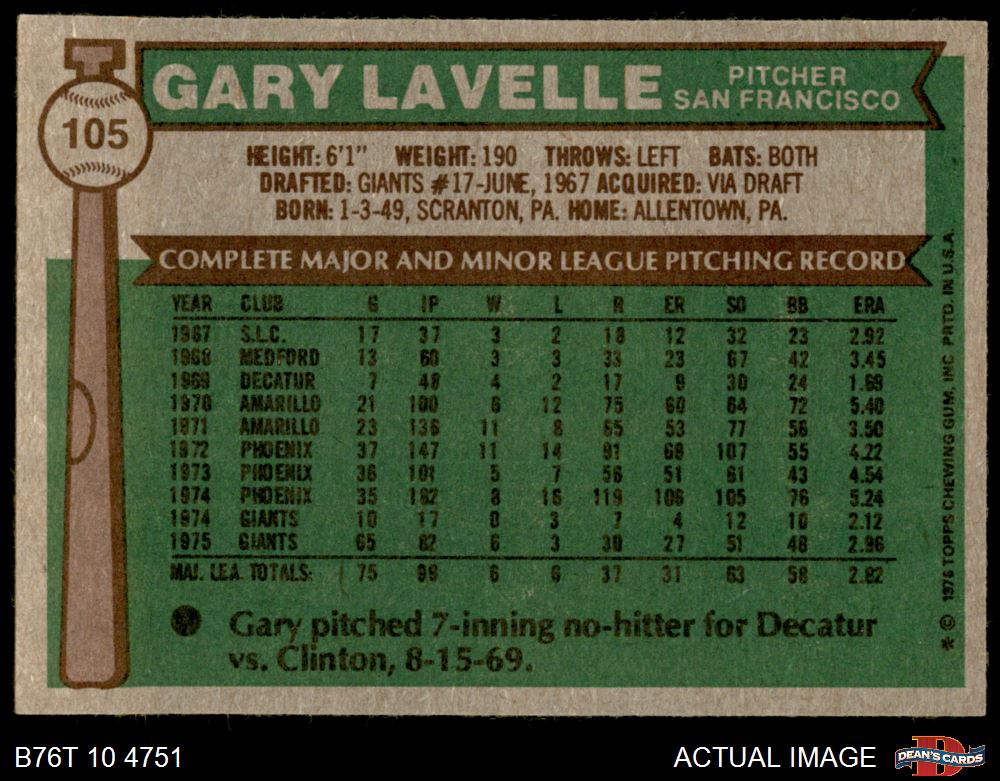 105
GARY LAVELLE
PITCHER
SAN FRANCISCO
HEIGHT: 6'1" WEIGHT: 190 THROWS: LEFT BATS: BOTH
DRAFTED: GIANTS #17-JUNE, 1967 ACQUIRED: VIA DRAFT
BORN: 1-3-49, SCRANTON, PA. HOME: ALLENTOWN, PA.
COMPLETE MAJOR AND MINOR LEAGUE PITCHING RECORD
YEAR CLUB G IP W L R ER SO BB ERA
1967 S.L.C. 17 37 3 2 18 12 32 23 2.92
1968 MEDFORD 13 60 3 3 33 23 67 42 3.45
1969 DECATUR 7 48 4 2 17 9 30 24 1.69
1970 AMARILLO 21 100 6 12 75 60 64 72 5.40
1971 AMARILLO 23 136 11 8 65 53 77 56 3.50
1972 PHOENIX 37 147 11 14 91 69 107 55 4.22
1973 PHOENIX 36 101 5 7 56 51 61 43 4.54
1974 PHOENIX 35 182 8 16 119 106 105 76 5.24
1974 GIANTS 10 17 0 3 7 4 12 10 2.12
1975 GIANTS 65 82 6 3 30 27 51 48 2.96
MAJ. LEA. TOTALS: 75 99 6 6 37 31 63 58 2.82
Gary pitched 7-inning no-hitter for Decatur
vs. Clinton, 8-15-69.
* © 1976 TOPPS CHEWING GUM, INC. PRTD. IN U.S.A.
B76T 10 4751
ACTUAL IMAGE
D
DEAN'S CARDS